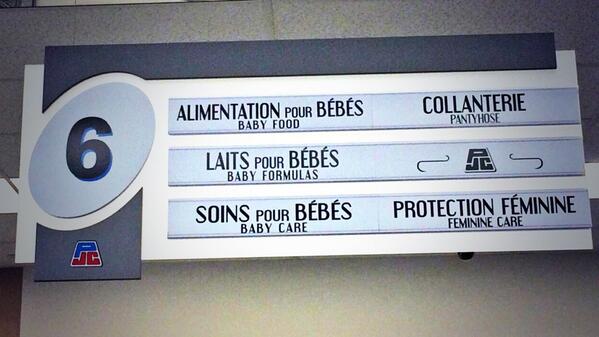 6
PJC
ALIMENTATION POUR BÉBÉS
BABY FOOD
COLLANTERIE
PANTYHOSE
LAITS POUR BÉBÉS
BABY FORMULAS
PJC
SOINS POUR BÉBÉS
BABY CARE
PROTECTION FÉMININE
FEMININE CARE